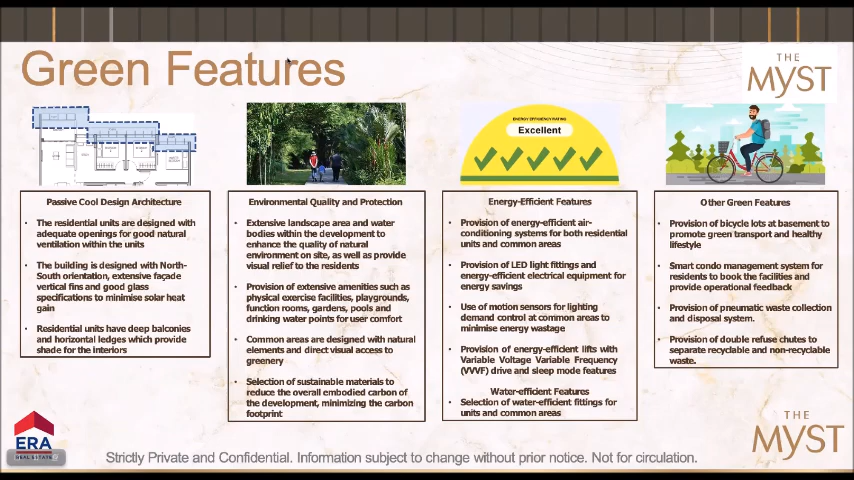 Green Features
THE
MYST
ENERGY EFFICIENCY RATING
Excellent
Passive Cool Design Architecture
• The residential units are designed with
adequate openings for good natural
ventilation within the units
• The building is designed with North-
South orientation, extensive façade
vertical fins and good glass
specifications to minimise solar heat
gain
• Residential units have deep balconies
and horizontal ledges which provide
shade for the interiors
Environmental Quality and Protection
• Extensive landscape area and water
bodies within the development to
enhance the quality of natural
environment on site, as well as provide
visual relief to the residents
• Provision of extensive amenities such as
physical exercise facilities, playgrounds,
function rooms, gardens, pools and
drinking water points for user comfort
• Common areas are designed with natural
elements and direct visual access to
greenery
• Selection of sustainable materials to
reduce the overall embodied carbon of
the development, minimizing the carbon
footprint
Energy-Efficient Features
• Provision of energy-efficient air-
conditioning systems for both residential
units and common areas
• Provision of LED light fittings and
energy-efficient electrical equipment for
energy savings
• Use of motion sensors for lighting
demand control at common areas to
minimise energy wastage
• Provision of energy-efficient lifts with
Variable Voltage Variable Frequency
(VVVF) drive and sleep mode features
Water-efficient Features
• Selection of water-efficient fittings for
units and common areas
Other Green Features
• Provision of bicycle lots at basement to
promote green transport and healthy
lifestyle
• Smart condo management system for
residents to book the facilities and
provide operational feedback
• Provision of pneumatic waste collection
and disposal system.
• Provision of double refuse chutes to
separate recyclable and non-recyclable
waste.
ERA
REAL ESTATE
Strictly Private and Confidential. Information subject to change without prior notice. Not for circulation.
THE
MYST